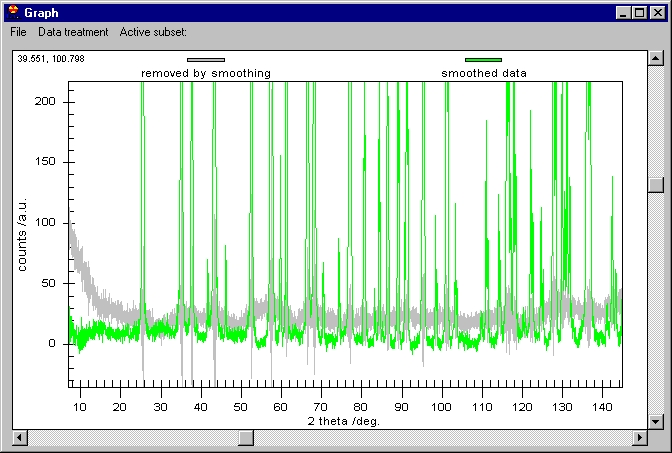 Graph
File Data treatment Active subset:
39.551, 100.798
removed by smoothing smoothed data
200
150
100
50
0
counts /a.u.
10 20 30 40 50 60 70 80 90 100 110 120 130 140
2 theta /deg.